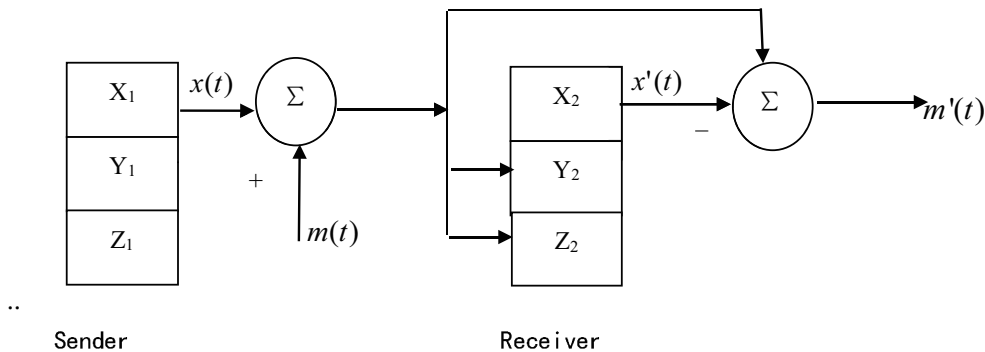 X₁ x(t) Σ X₂ x'(t) Σ m'(t)
−
Y₁ + Y₂
Z₁ m(t) Z₂
..
Sender Receiver